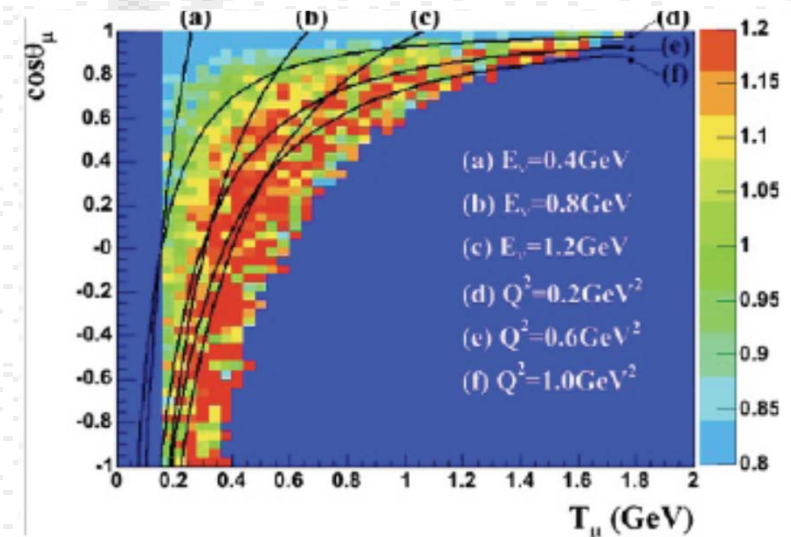 (a) (b) (c) (d)
(e)
(f)
cosθμ
1
0.8
0.6
0.4
0.2
-0
-0.2
-0.4
-0.6
-0.8
-1
(a) Eν=0.4GeV
(b) Eν=0.8GeV
(c) Eν=1.2GeV
(d) Q²=0.2GeV²
(e) Q²=0.6GeV²
(f) Q²=1.0GeV²
1.2
1.15
1.1
1.05
1
0.95
0.9
0.85
0.8
0 0.2 0.4 0.6 0.8 1 1.2 1.4 1.6 1.8 2
Tμ (GeV)